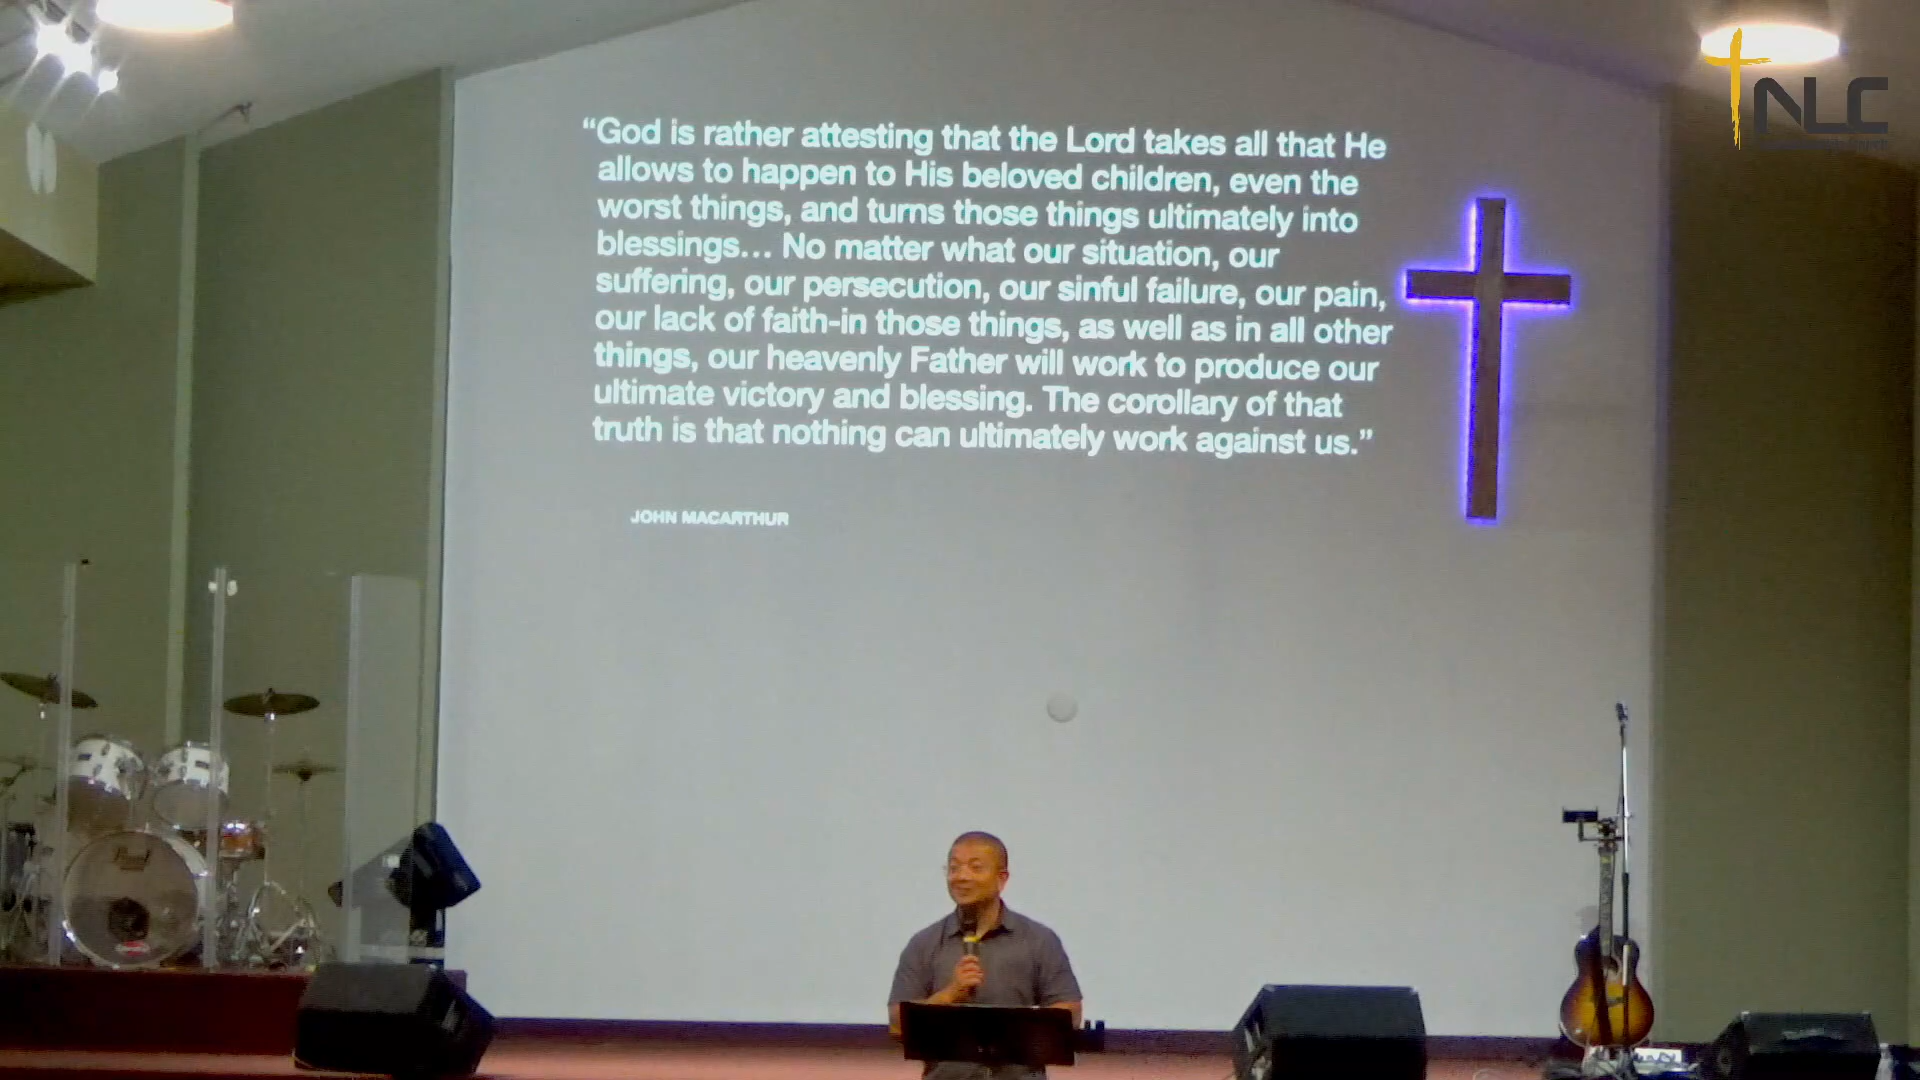 “God is rather attesting that the Lord takes all that He
allows to happen to His beloved children, even the
worst things, and turns those things ultimately into
blessings... No matter what our situation, our
suffering, our persecution, our sinful failure, our pain,
our lack of faith-in those things, as well as in all other
things, our heavenly Father will work to produce our
ultimate victory and blessing. The corollary of that
truth is that nothing can ultimately work against us.”
JOHN MACARTHUR
NLC
Pearl